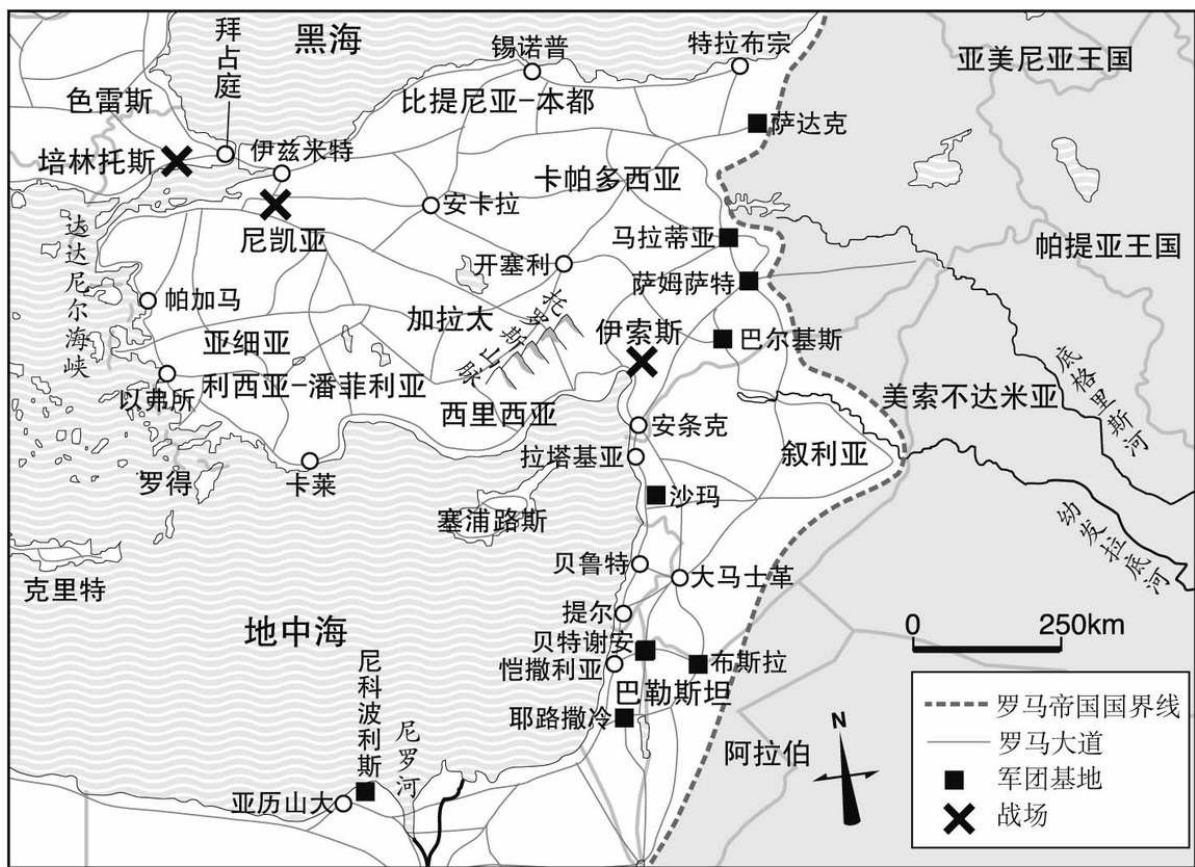 黑海
拜占庭
锡诺普
特拉布宗
亚美尼亚王国
色雷斯
比提尼亚-本都
萨达克
培林托斯
伊兹米特
卡帕多西亚
安卡拉
尼凯亚
马拉蒂亚
帕提亚王国
达达尼尔海峡
开塞利
萨姆萨特
帕加马
加拉太
托罗斯山脉
伊索斯
巴尔基斯
亚细亚
底格里斯河
以弗所
利西亚-潘菲利亚
西里西亚
美索不达米亚
安条克
叙利亚
罗得
卡莱
拉塔基亚
沙玛
塞浦路斯
幼发拉底河
克里特
贝鲁特
大马士革
地中海
提尔
0 250km
贝特谢安
恺撒利亚
布斯拉
巴勒斯坦
尼科波利斯
尼罗河
耶路撒冷
阿拉伯
N
亚历山大
罗马帝国国界线
罗马大道
军团基地
战场